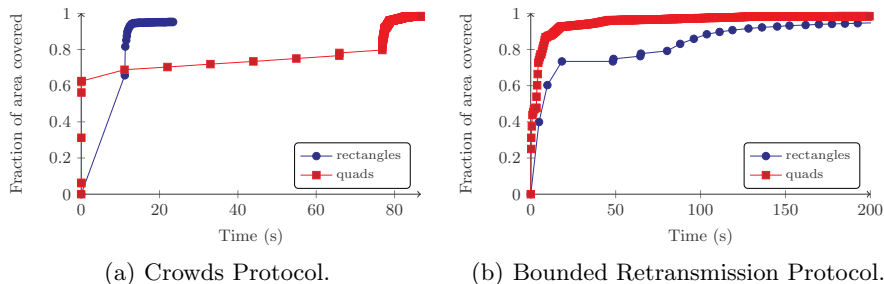 Fraction of area covered
1
0.8
0.6
0.4
0.2
0
0 20 40 60 80
Time (s)
rectangles
quads
(a) Crowds Protocol.
Fraction of area covered
1
0.8
0.6
0.4
0.2
0
0 50 100 150 200
Time (s)
rectangles
quads
(b) Bounded Retransmission Protocol.